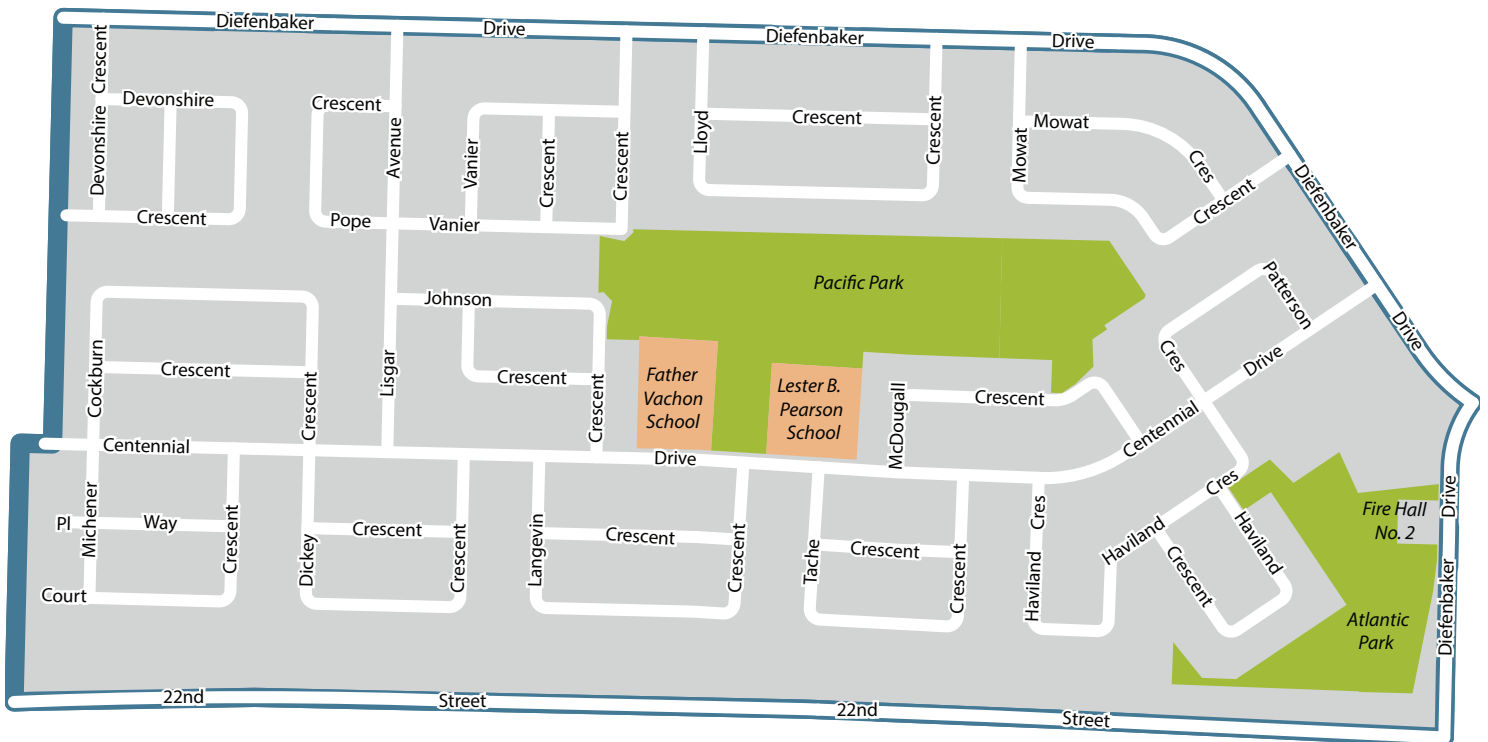 Diefenbaker
Drive
Diefenbaker
Drive
Crescent
Devonshire
Devonshire
Crescent
Crescent
Avenue
Pope
Vanier
Vanier
Crescent
Crescent
Lloyd
Crescent
Crescent
Mowat
Mowat
Cres
Crescent
Diefenbaker
Drive
Pacific Park
Patterson
Cres
Drive
Johnson
Crescent
Crescent
Lisgar
Cockburn
Crescent
Crescent
Father
Vachon
School
Lester B.
Pearson
School
McDougall
Crescent
Centennial
Centennial
Drive
Michener
Pl
Way
Crescent
Court
Dickey
Crescent
Crescent
Langevin
Crescent
Crescent
Tache
Crescent
Crescent
Cres
Haviland
Haviland
Cres
Haviland
Crescent
Fire Hall
No. 2
Drive
Diefenbaker
Atlantic
Park
22nd
Street
22nd
Street